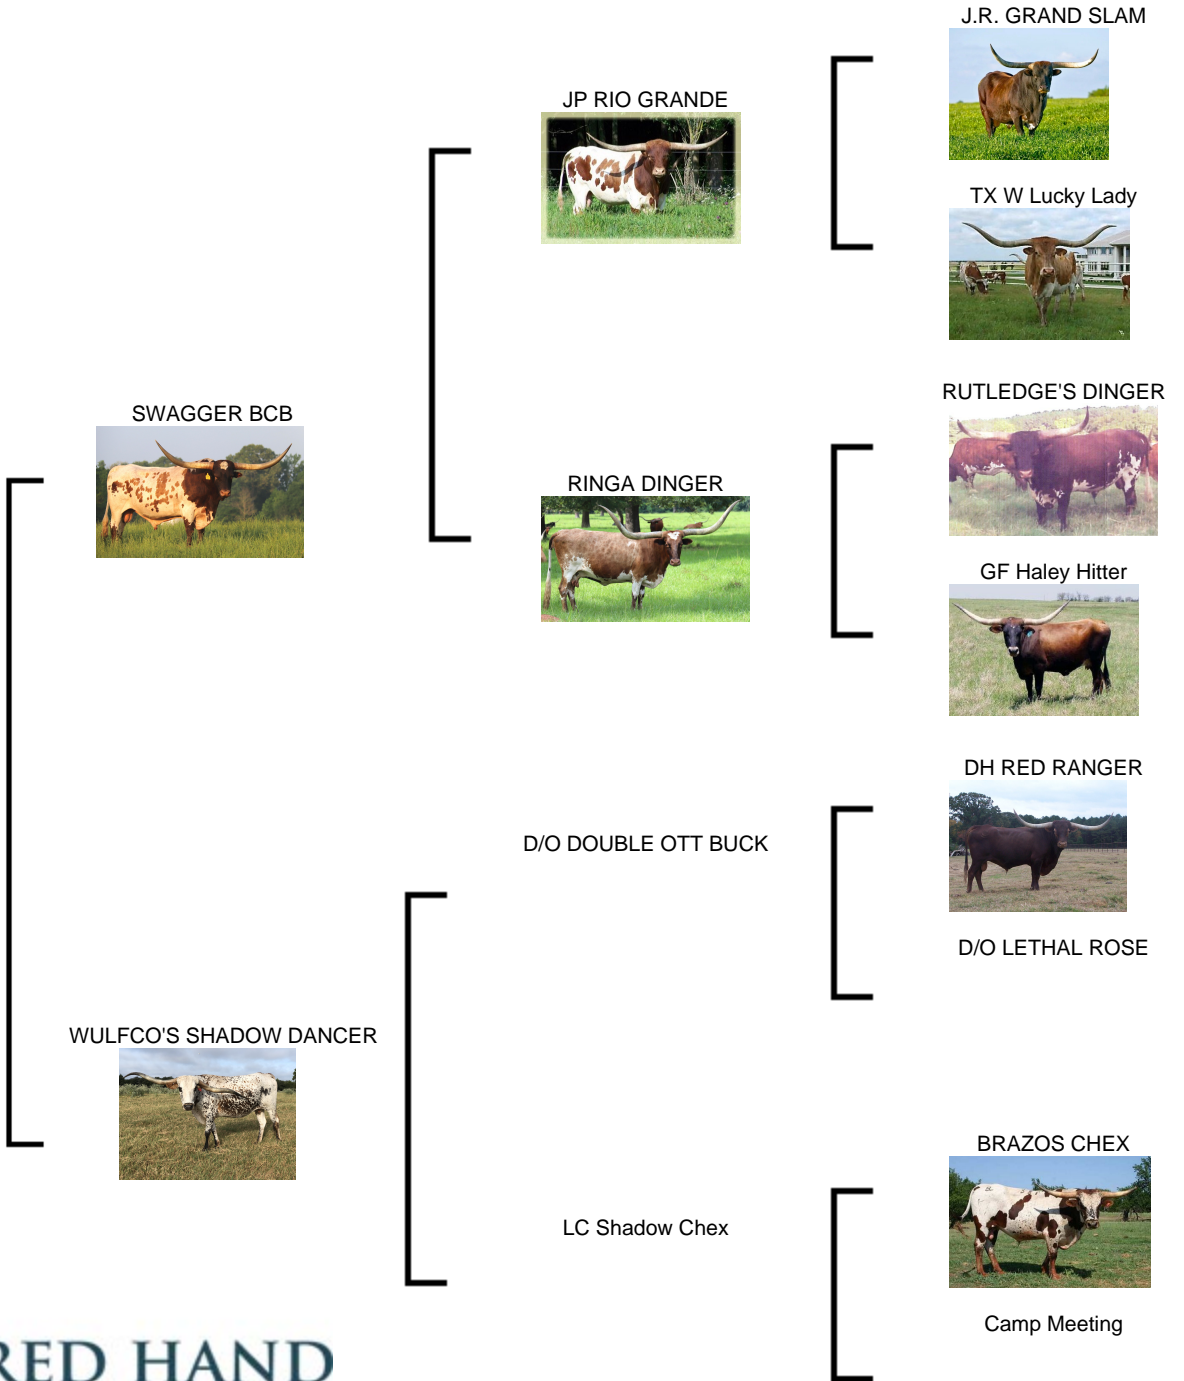 J.R. GRAND SLAM
JP RIO GRANDE
TX W Lucky Lady
SWAGGER BCB
RUTLEDGE'S DINGER
RINGA DINGER
GF Haley Hitter
DH RED RANGER
D/O DOUBLE OTT BUCK
D/O LETHAL ROSE
WULFCO'S SHADOW DANCER
BRAZOS CHEX
LC Shadow Chex
Camp Meeting
RED HAND